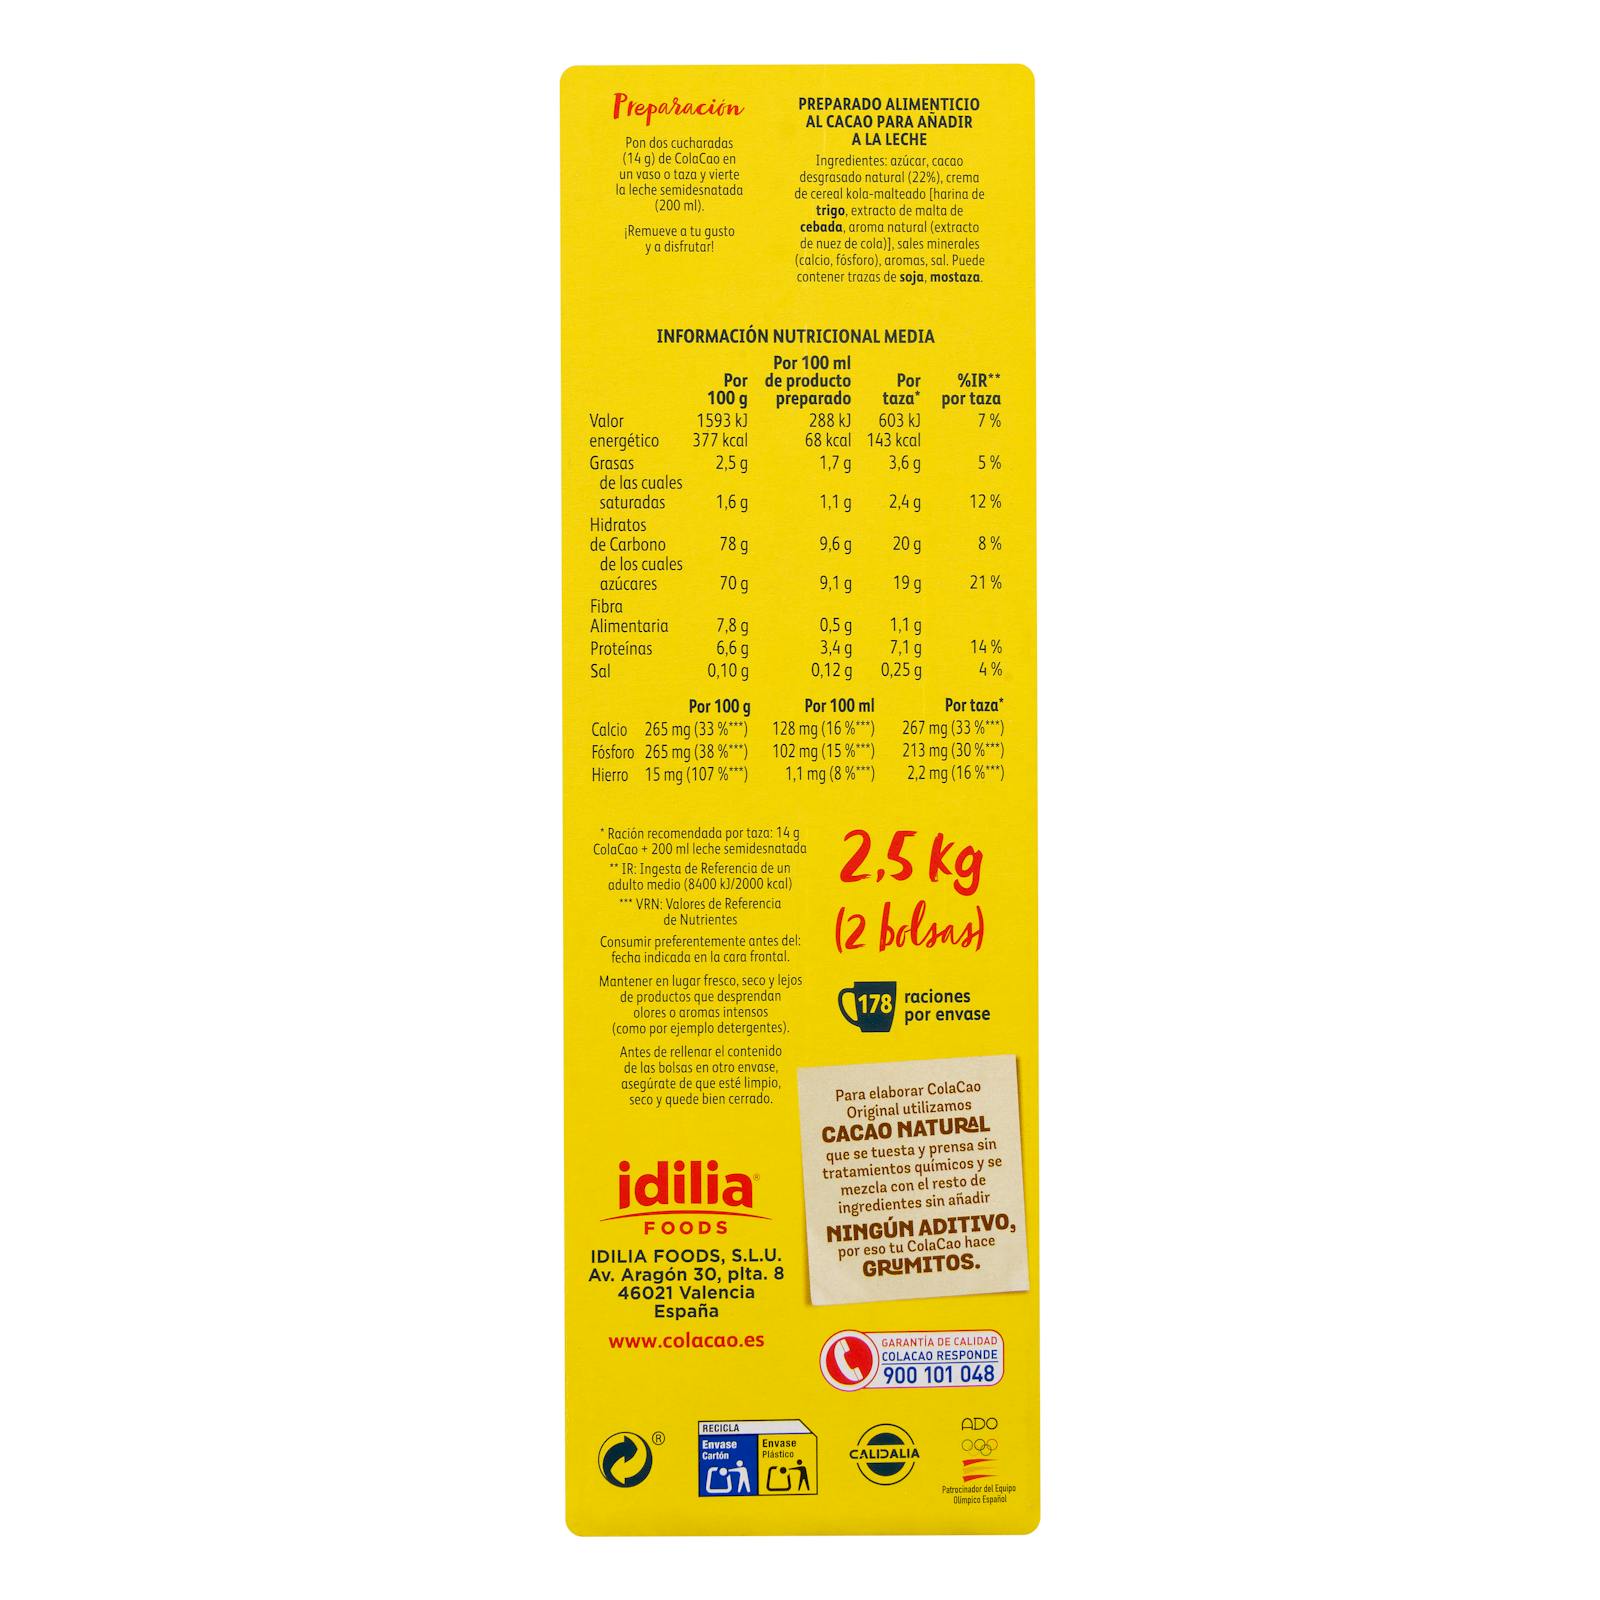 Preparación
Pon dos cucharadas
(14 g) de ColaCao en
un vaso o taza y vierte
la leche semidesnatada
(200 ml).
¡Remueve a tu gusto
y a disfrutar!
PREPARADO ALIMENTICIO
AL CACAO PARA AÑADIR
A LA LECHE
Ingredientes: azúcar, cacao
desgrasado natural (22%), crema
de cereal kola-malteado [harina de
trigo, extracto de malta de
cebada, aroma natural (extracto
de nuez de cola)], sales minerales
(calcio, fósforo), aromas, sal. Puede
contener trazas de soja, mostaza.
INFORMACIÓN NUTRICIONAL MEDIA
Por 100 ml
Por de producto Por %IR**
100 g preparado taza* por taza
Valor 1593 kJ 288 kJ 603 kJ 7 %
energético 377 kcal 68 kcal 143 kcal
Grasas 2,5 g 1,7 g 3,6 g 5 %
de las cuales
saturadas 1,6 g 1,1 g 2,4 g 12 %
Hidratos
de Carbono 78 g 9,6 g 20 g 8 %
de los cuales
azúcares 70 g 9,1 g 19 g 21 %
Fibra
Alimentaria 7,8 g 0,5 g 1,1 g
Proteínas 6,6 g 3,4 g 7,1 g 14 %
Sal 0,10 g 0,12 g 0,25 g 4 %
Por 100 g Por 100 ml Por taza*
Calcio 265 mg (33 %***) 128 mg (16 %***) 267 mg (33 %***)
Fósforo 265 mg (38 %***) 102 mg (15 %***) 213 mg (30 %***)
Hierro 15 mg (107 %***) 1,1 mg (8 %***) 2,2 mg (16 %***)
* Ración recomendada por taza: 14 g
ColaCao + 200 ml leche semidesnatada
** IR: Ingesta de Referencia de un
adulto medio (8400 kJ/2000 kcal)
*** VRN: Valores de Referencia
de Nutrientes
Consumir preferentemente antes del:
fecha indicada en la cara frontal.
Mantener en lugar fresco, seco y lejos
de productos que desprendan
olores o aromas intensos
(como por ejemplo detergentes).
Antes de rellenar el contenido
de las bolsas en otro envase,
asegúrate de que esté limpio,
seco y quede bien cerrado.
2,5 kg
(2 bolsas)
178 raciones
por envase
Para elaborar ColaCao
Original utilizamos
CACAO NATURAL
que se tuesta y prensa sin
tratamientos químicos y se
mezcla con el resto de
ingredientes sin añadir
NINGÚN ADITIVO,
por eso tu ColaCao hace
GRUMITOS.
idilia®
FOODS
IDILIA FOODS, S.L.U.
Av. Aragón 30, plta. 8
46021 Valencia
España
www.colacao.es
GARANTÍA DE CALIDAD
COLACAO RESPONDE
900 101 048
®
RECICLA
Envase
Cartón
Envase
Plástico
CALIDALIA
ADO
Patrocinador del Equipo
Olímpico Español